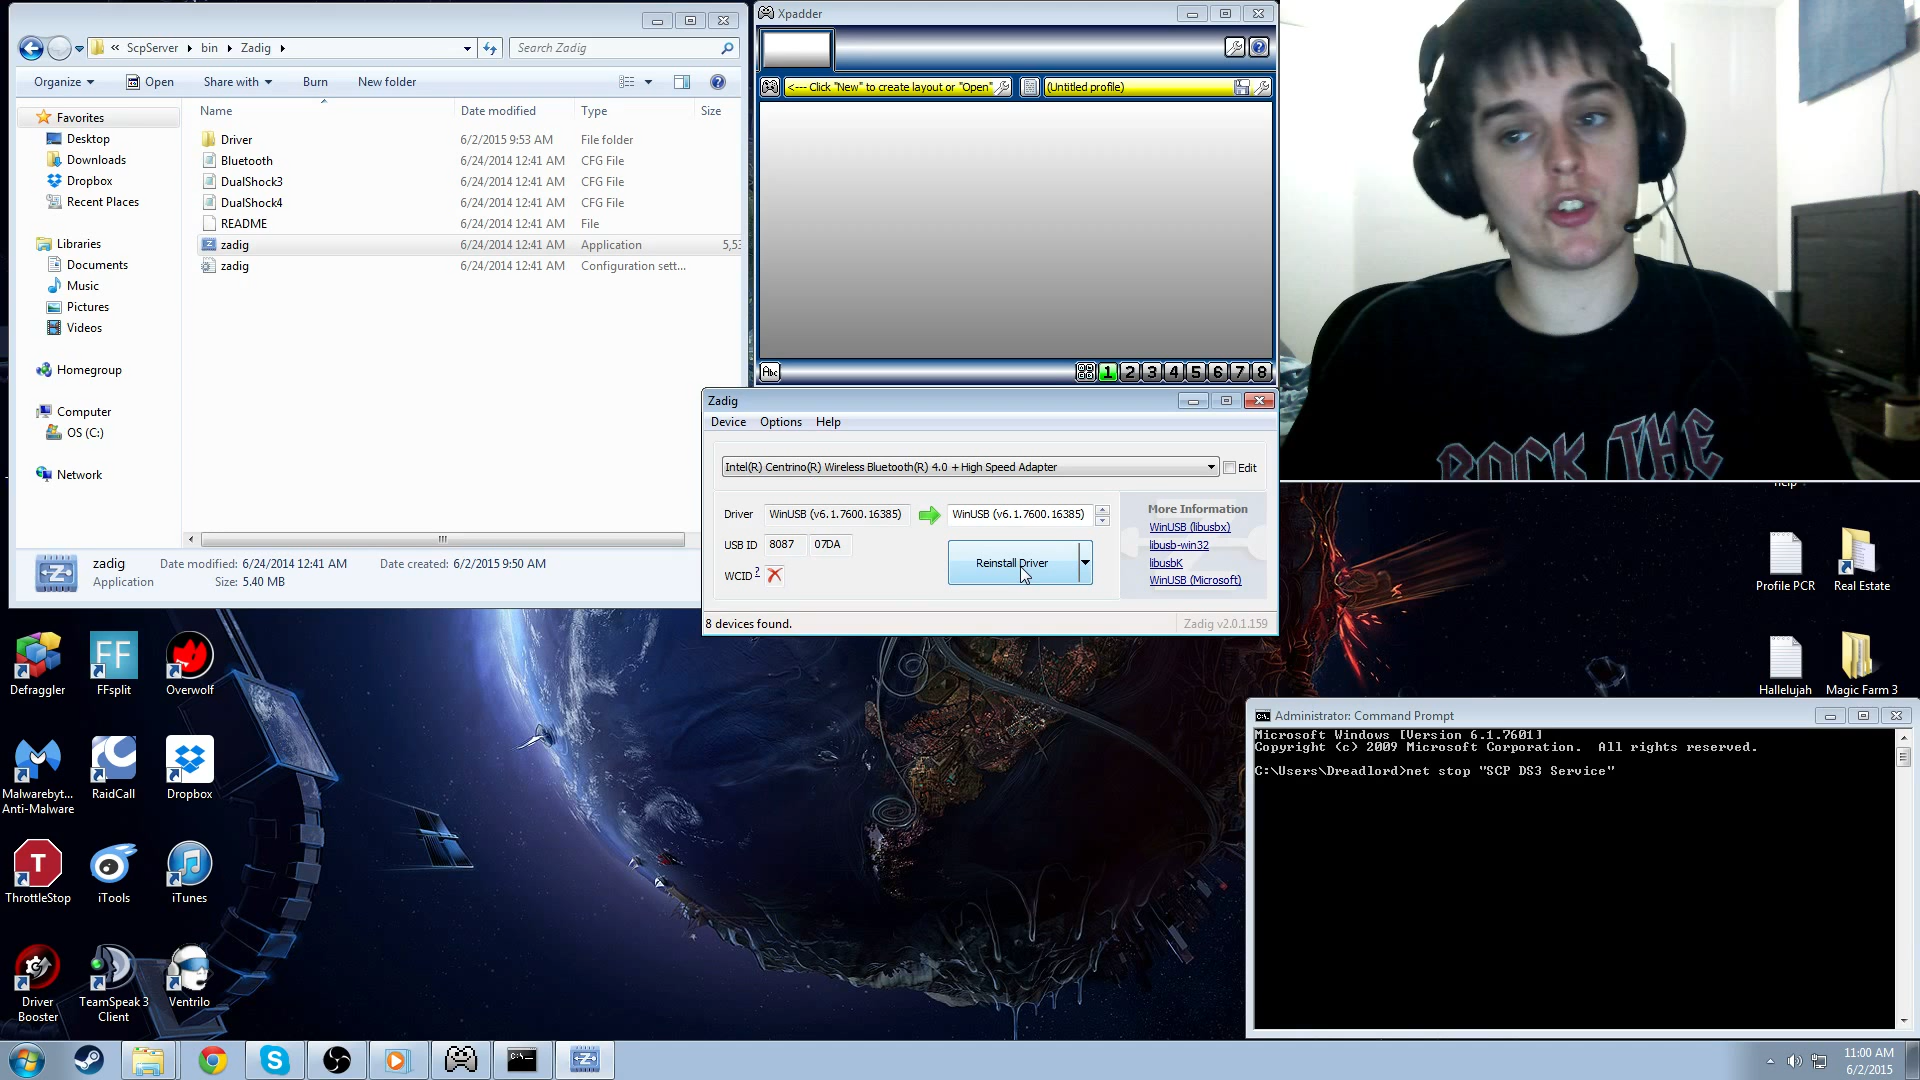 ScpServer bin Zadig
Search Zadig
Organize Open Share with Burn New folder
Name Date modified Type Size
Favorites
Desktop
Downloads
Dropbox
Recent Places
Libraries
Documents
Music
Pictures
Videos
Homegroup
Computer
OS (C:)
Network
Driver 6/2/2015 9:53 AM File folder
Bluetooth 6/24/2014 12:41 AM CFG File
DualShock3 6/24/2014 12:41 AM CFG File
DualShock4 6/24/2014 12:41 AM CFG File
README 6/24/2014 12:41 AM File
zadig 6/24/2014 12:41 AM Application 5,53
zadig 6/24/2014 12:41 AM Configuration sett...
zadig Date modified: 6/24/2014 12:41 AM Date created: 6/2/2015 9:50 AM
Application Size: 5.40 MB
Xpadder
<--- Click "New" to create layout or "Open" (Untitled profile)
Abc 1 2 3 4 5 6 7 8
Zadig
Device Options Help
Intel(R) Centrino(R) Wireless Bluetooth(R) 4.0 + High Speed Adapter Edit
Driver WinUSB (v6.1.7600.16385) WinUSB (v6.1.7600.16385)
USB ID 8087 07DA
WCID ?
Reinstall Driver
More Information
WinUSB (libusbx)
libusb-win32
libusbK
WinUSB (Microsoft)
8 devices found. Zadig v2.0.1.159
ROCK THE
help
Profile PCR Real Estate
Hallelujah Magic Farm 3
Administrator: Command Prompt
Microsoft Windows [Version 6.1.7601]
Copyright (c) 2009 Microsoft Corporation. All rights reserved.
C:\Users\Dreadlord>net stop "SCP DS3 Service"
Defraggler FFsplit Overwolf
Malwarebyt... Anti-Malware RaidCall Dropbox
ThrottleStop iTools iTunes
Driver Booster TeamSpeak 3 Client Ventrilo
11:00 AM
6/2/2015